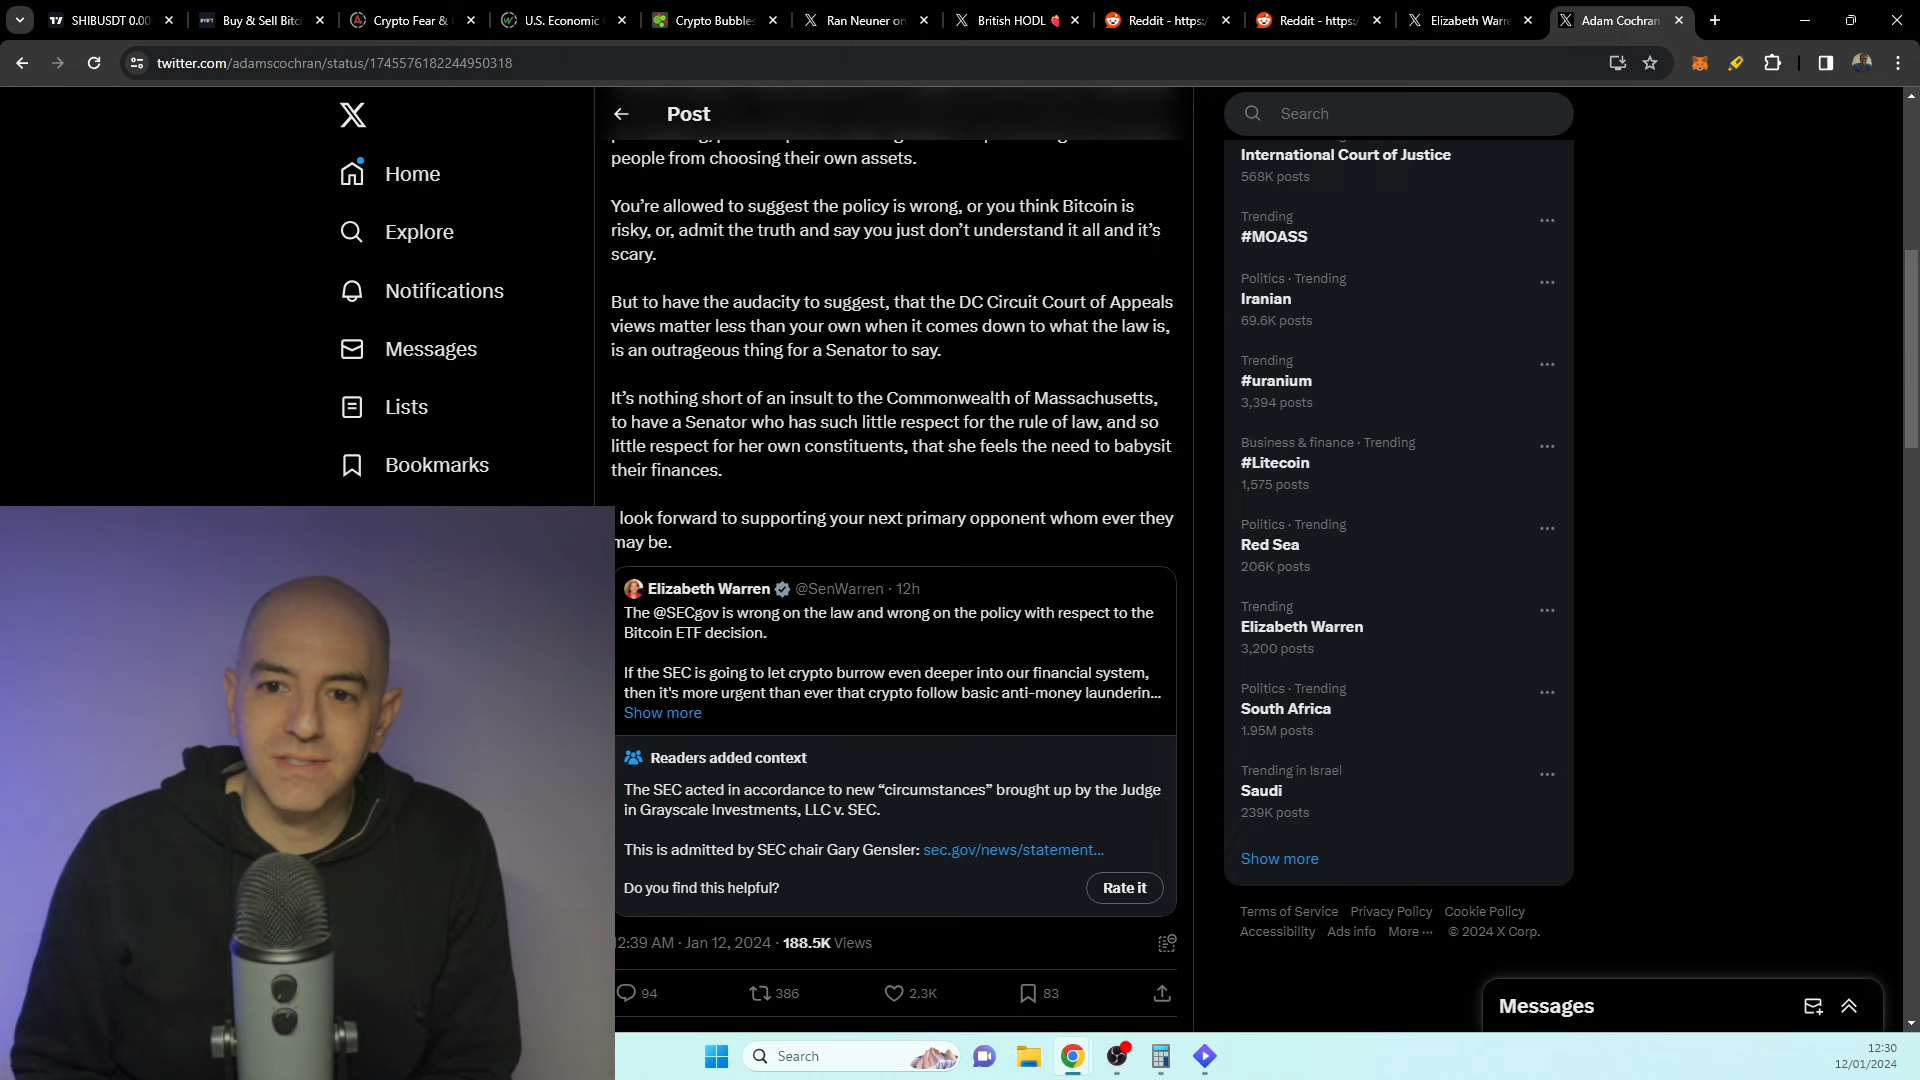 SHIBUSDT 0.00
Buy & Sell Bitc
Crypto Fear &
U.S. Economic
Crypto Bubbles
Ran Neuner on
British HODL
Reddit - https:/
Reddit - https:/
Elizabeth Warre
Adam Cochran
twitter.com/adamscochran/status/1745576182244950318
Home
Explore
Notifications
Messages
Lists
Bookmarks
Post
people from choosing their own assets.
You’re allowed to suggest the policy is wrong, or you think Bitcoin is
risky, or, admit the truth and say you just don’t understand it all and it’s
scary.
But to have the audacity to suggest, that the DC Circuit Court of Appeals
views matter less than your own when it comes down to what the law is,
is an outrageous thing for a Senator to say.
It’s nothing short of an insult to the Commonwealth of Massachusetts,
to have a Senator who has such little respect for the rule of law, and so
little respect for her own constituents, that she feels the need to babysit
their finances.
look forward to supporting your next primary opponent whom ever they
may be.
Elizabeth Warren @SenWarren · 12h
The @SECgov is wrong on the law and wrong on the policy with respect to the
Bitcoin ETF decision.
If the SEC is going to let crypto burrow even deeper into our financial system,
then it's more urgent than ever that crypto follow basic anti-money launderin...
Show more
Readers added context
The SEC acted in accordance to new “circumstances” brought up by the Judge
in Grayscale Investments, LLC v. SEC.
This is admitted by SEC chair Gary Gensler: sec.gov/news/statement...
Do you find this helpful?
Rate it
2:39 AM · Jan 12, 2024 · 188.5K Views
94
386
2.3K
83
Search
International Court of Justice
568K posts
Trending
#MOASS
Politics · Trending
Iranian
69.6K posts
Trending
#uranium
3,394 posts
Business & finance · Trending
#Litecoin
1,575 posts
Politics · Trending
Red Sea
206K posts
Trending
Elizabeth Warren
3,200 posts
Politics · Trending
South Africa
1.95M posts
Trending in Israel
Saudi
239K posts
Show more
Terms of Service Privacy Policy Cookie Policy
Accessibility Ads info More ··· © 2024 X Corp.
Messages
Search
12:30
12/01/2024